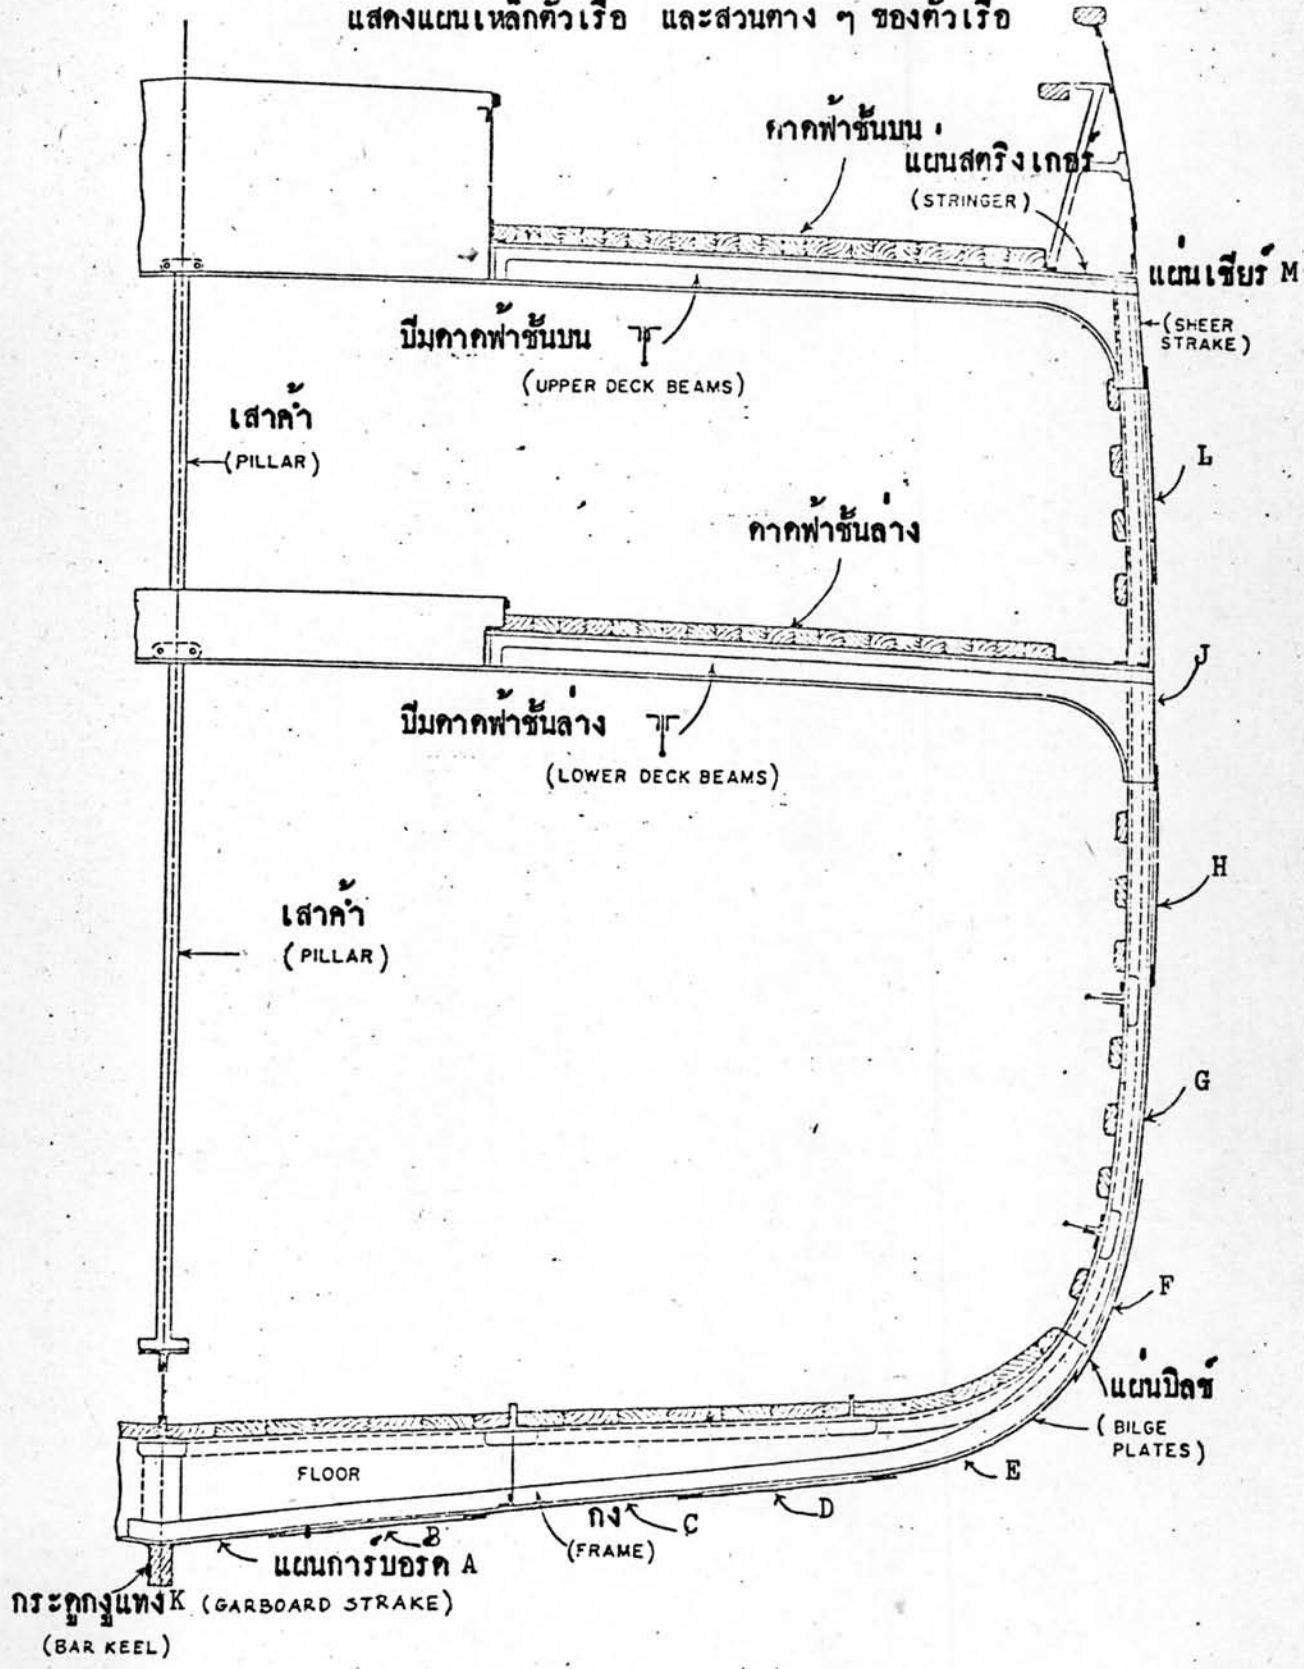 แสดงแผ่นเหล็กตัวเรือ และส่วนต่าง ๆ ของตัวเรือ
ดาดฟ้าชั้นบน
แผ่นสตริงเกอร์
(STRINGER)
แผ่นเชียร์ M
(SHEER
STRAKE)
บีมดาดฟ้าชั้นบน
(UPPER DECK BEAMS)
เสาค้ำ
(PILLAR)
L
ดาดฟ้าชั้นล่าง
J
บีมดาดฟ้าชั้นล่าง
(LOWER DECK BEAMS)
H
เสาค้ำ
(PILLAR)
G
F
แผ่นบิลช์
(BILGE
PLATES)
FLOOR
E
D
กง C
(FRAME)
B
แผ่นการ์บอร์ด A
กระดูกงูแท่ง K (GARBOARD STRAKE)
(BAR KEEL)